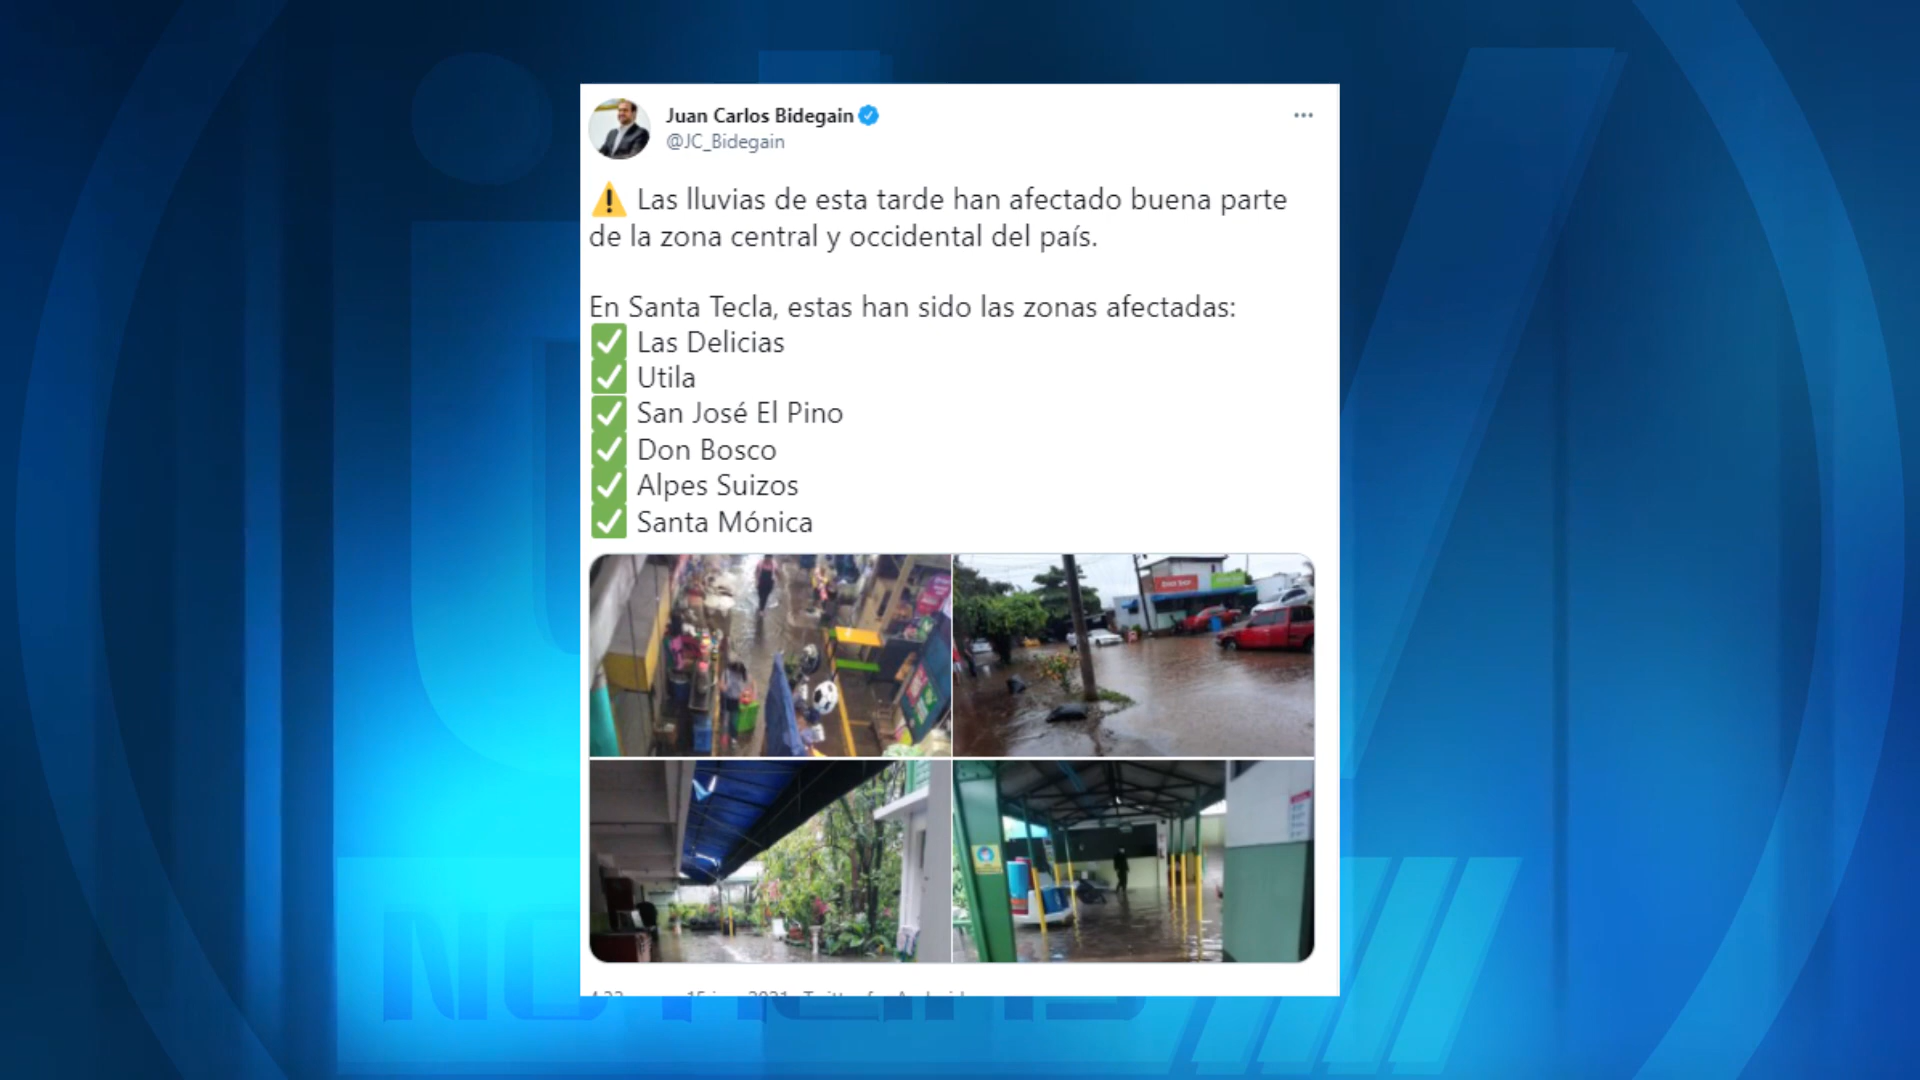 Juan Carlos Bidegain
@JC_Bidegain
⚠️ Las lluvias de esta tarde han afectado buena parte
de la zona central y occidental del país.
En Santa Tecla, estas han sido las zonas afectadas:
✅ Las Delicias
✅ Utila
✅ San José El Pino
✅ Don Bosco
✅ Alpes Suizos
✅ Santa Mónica
NOTICIAS